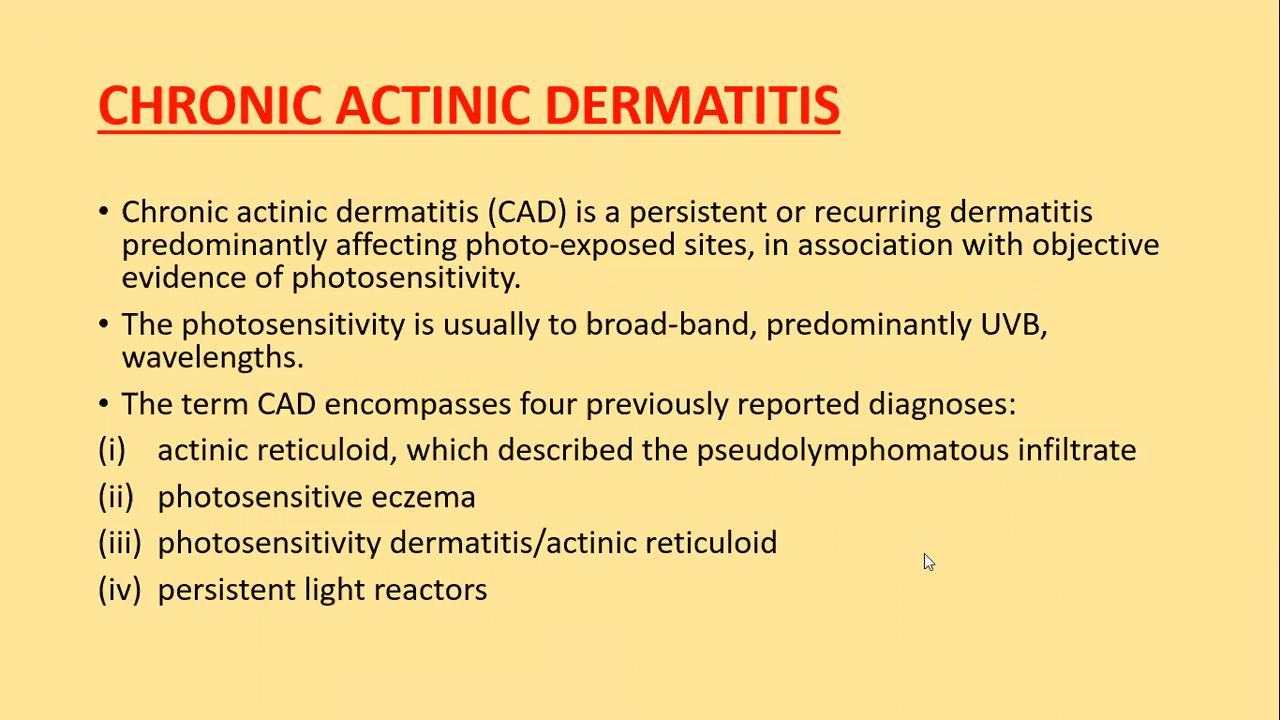 CHRONIC ACTINIC DERMATITIS
• Chronic actinic dermatitis (CAD) is a persistent or recurring dermatitis
predominantly affecting photo-exposed sites, in association with objective
evidence of photosensitivity.
• The photosensitivity is usually to broad-band, predominantly UVB,
wavelengths.
• The term CAD encompasses four previously reported diagnoses:
(i) actinic reticuloid, which described the pseudolymphomatous infiltrate
(ii) photosensitive eczema
(iii) photosensitivity dermatitis/actinic reticuloid
(iv) persistent light reactors